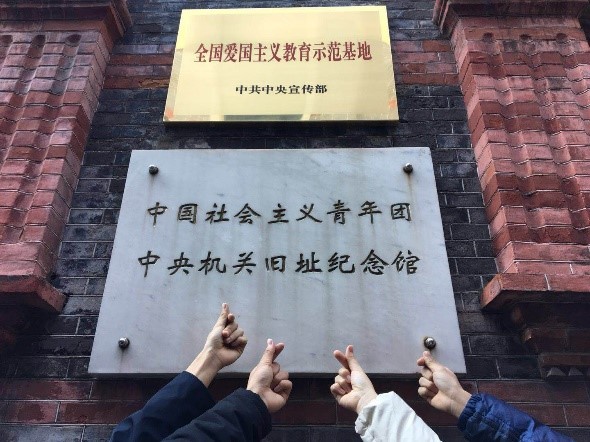 全国爱国主义教育示范基地
中共中央宣传部
中国社会主义青年团
中央机关旧址纪念馆